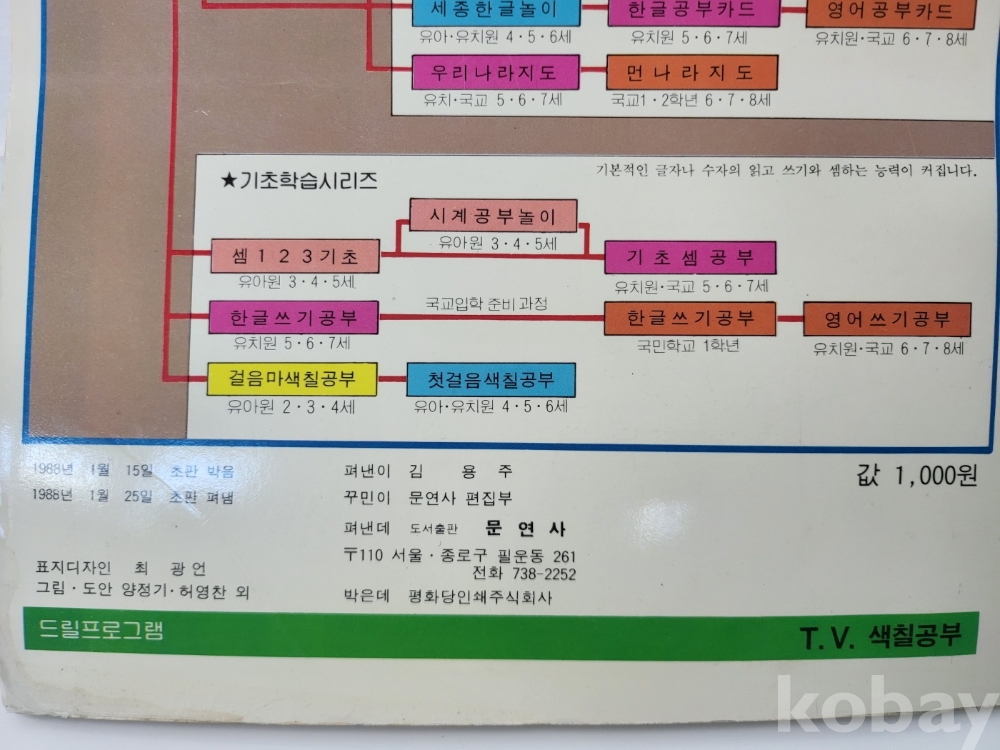 세종한글놀이 한글공부카드 영어공부카드
유아·유치원 4·5·6세 유치원 5·6·7세 유치원·국교 6·7·8세
우리나라지도 먼나라지도
유치·국교 5·6·7세 국교1·2학년 6·7·8세
★기초학습시리즈 기본적인 글자나 수자의 읽고 쓰기와 셈하는 능력이 커집니다.
시계공부놀이
유아원 3·4·5세
셈123기초 기초셈공부
유아원 3·4·5세 유치원·국교 5·6·7세
국교입학 준비과정
한글쓰기공부 한글쓰기공부 영어쓰기공부
유치원 5·6·7세 국민학교 1학년 유치원·국교 6·7·8세
걸음마색칠공부 첫걸음색칠공부
유아원 2·3·4세 유아·유치원 4·5·6세
1988년 1월 15일 초판 박음
1988년 1월 25일 초판 펴냄
표지디자인 최 광 언
그림·도안 양정기·허영찬 외
펴낸이 김 용 주
꾸민이 문연사 편집부
펴낸데 도서출판 문 연 사
〒110 서울·종로구 필운동 261
전화 738-2252
박은데 평화당인쇄주식회사
값 1,000원
드릴프로그램 T.V. 색칠공부
kobay